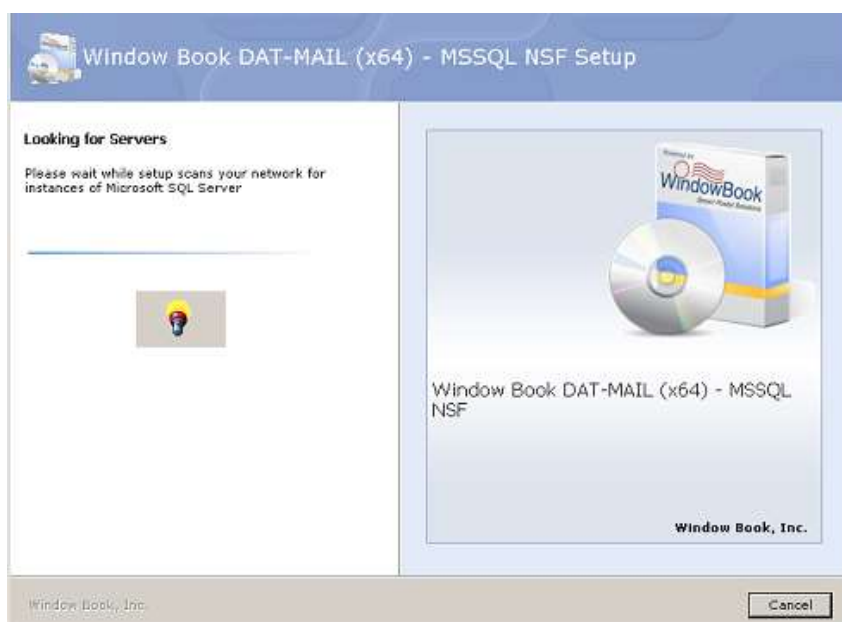 Window Book DAT-MAIL (x64) - MSSQL NSF Setup
Looking for Servers
Please wait while setup scans your network for
instances of Microsoft SQL Server
WindowBook
Window Book DAT-MAIL (x64) - MSSQL
NSF
Window Book, Inc.
Window Book, Inc.
Cancel